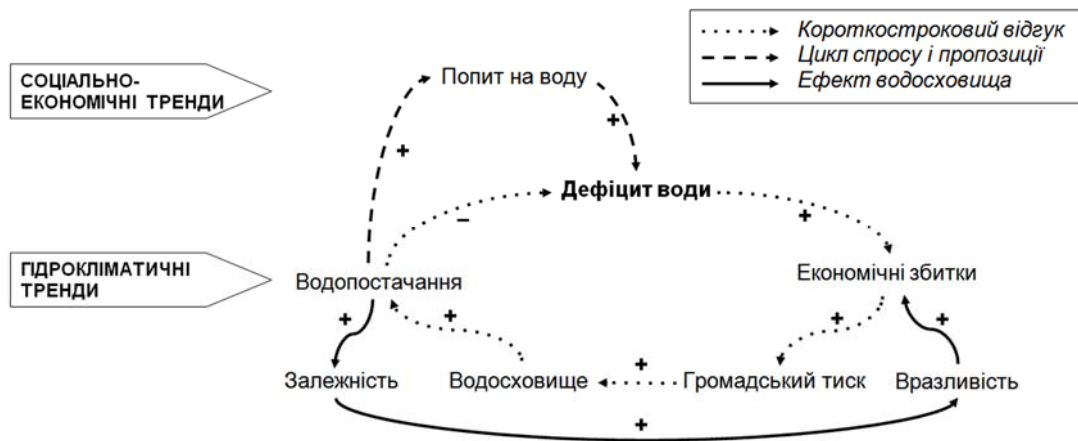 Короткостроковий відгук
Цикл спросу і пропозиції
Ефект водосховища
СОЦІАЛЬНО-
ЕКОНОМІЧНІ ТРЕНДИ
Попит на воду
+
+
Дефіцит води
–
+
ГІДРОКЛІМАТИЧНІ
ТРЕНДИ
Водопостачання
Економічні збитки
+
+
+
+
+
Залежність
Водосховище
Громадський тиск
Вразливість
+